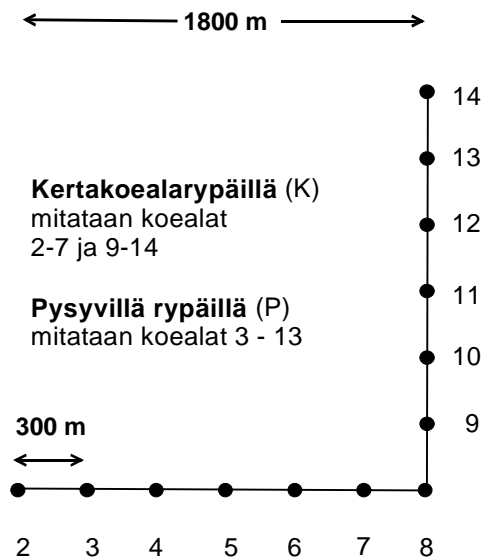 1800 m
14
13
Kertakoealarypäillä (K)
mitataan koealat
2-7 ja 9-14
12
11
Pysyvillä rypäillä (P)
mitataan koealat 3 - 13
10
300 m
9
2 3 4 5 6 7 8